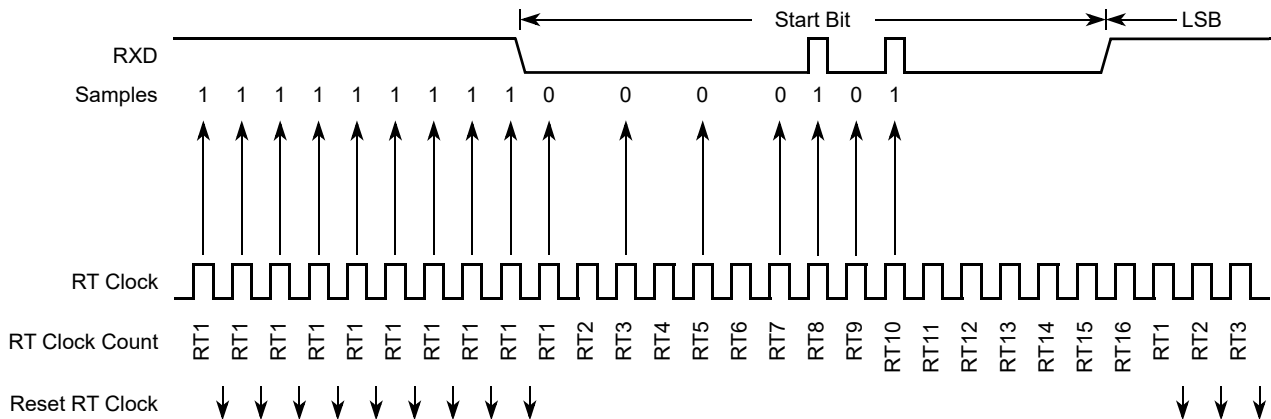 Start Bit LSB
RXD
Samples 1 1 1 1 1 1 1 1 1 0 0 0 0 1 0 1
RT Clock
RT Clock Count RT1 RT1 RT1 RT1 RT1 RT1 RT1 RT1 RT1 RT1 RT2 RT3 RT4 RT5 RT6 RT7 RT8 RT9 RT10 RT11 RT12 RT13 RT14 RT15 RT16 RT1 RT2 RT3
Reset RT Clock